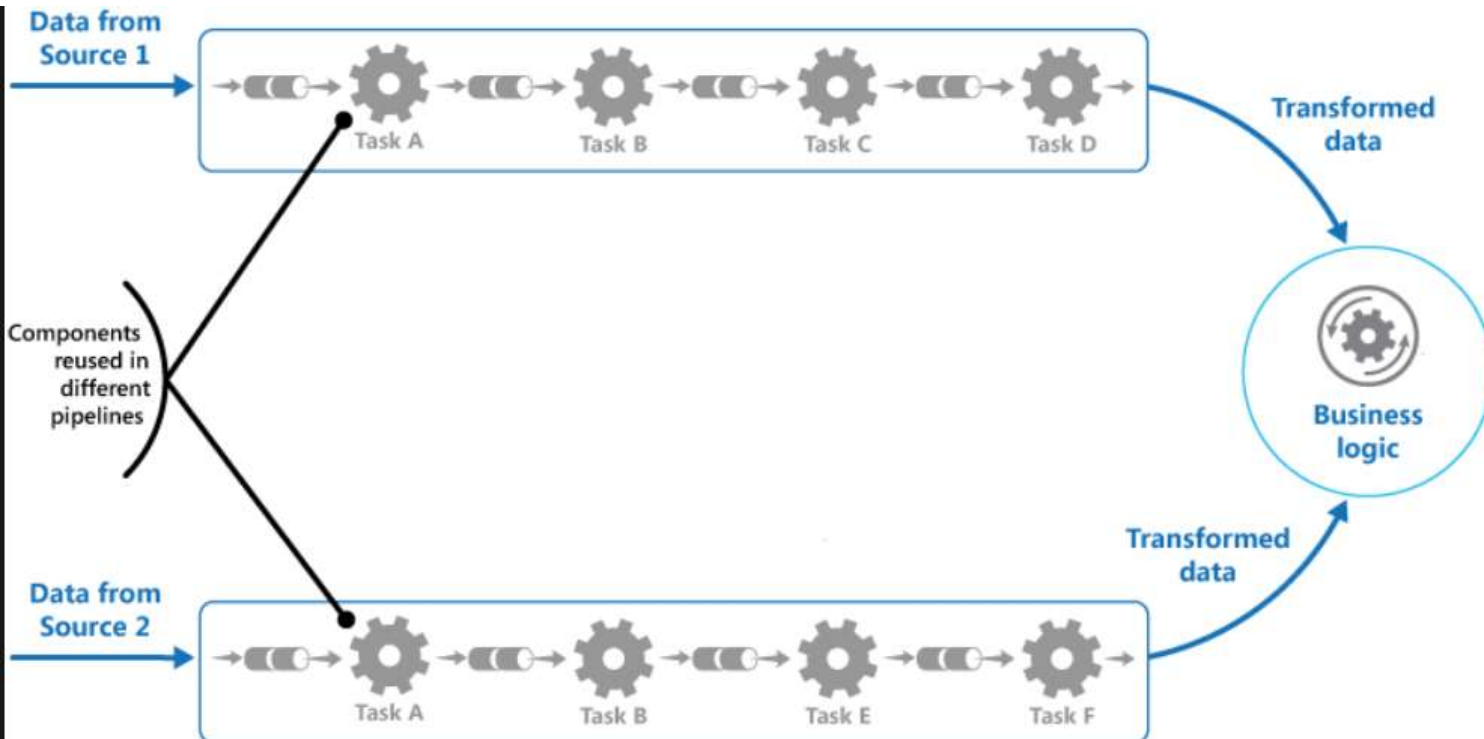 Data from
Source 1
Task A
Task B
Task C
Task D
Transformed
data
Components
reused in
different
pipelines
Business
logic
Transformed
data
Data from
Source 2
Task A
Task B
Task E
Task F